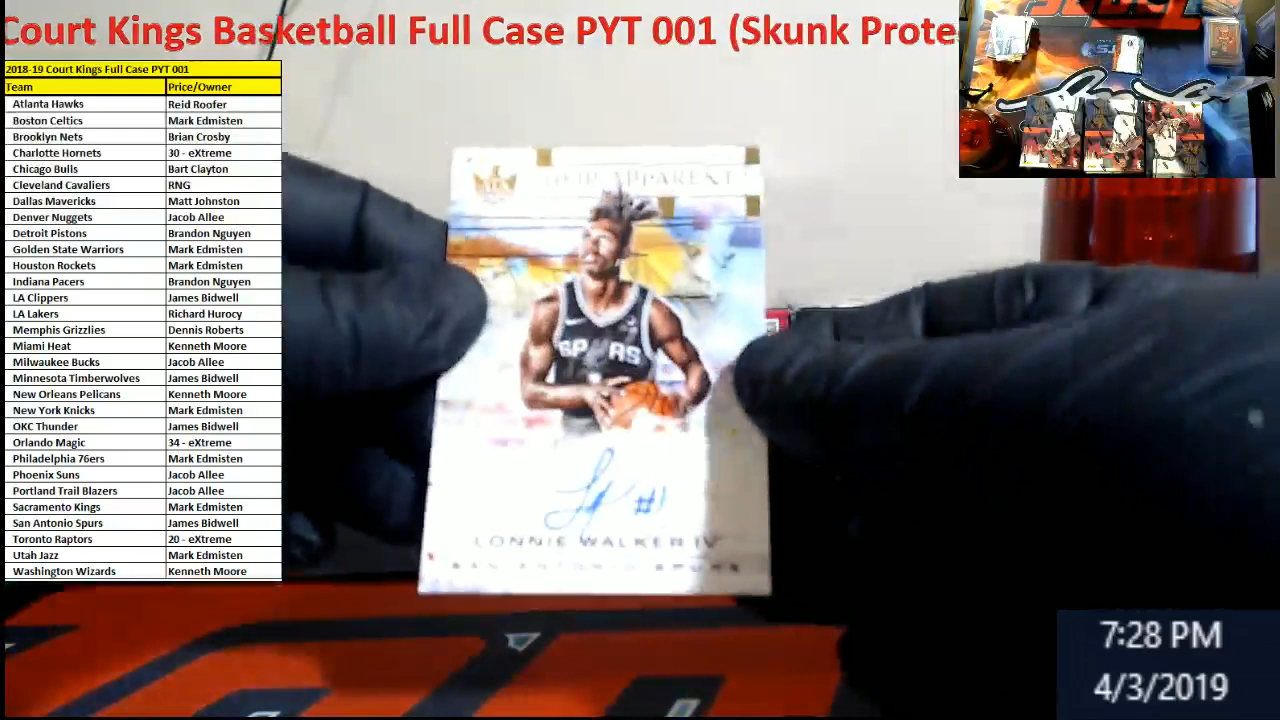 Court Kings Basketball Full Case PYT 001 (Skunk Prote
2018-19 Court Kings Full Case PYT 001
Team Price/Owner
Atlanta Hawks Reid Roofer
Boston Celtics Mark Edmisten
Brooklyn Nets Brian Crosby
Charlotte Hornets 30 - eXtreme
Chicago Bulls Bart Clayton
Cleveland Cavaliers RNG
Dallas Mavericks Matt Johnston
Denver Nuggets Jacob Allee
Detroit Pistons Brandon Nguyen
Golden State Warriors Mark Edmisten
Houston Rockets Mark Edmisten
Indiana Pacers Brandon Nguyen
LA Clippers James Bidwell
LA Lakers Richard Hurocy
Memphis Grizzlies Dennis Roberts
Miami Heat Kenneth Moore
Milwaukee Bucks Jacob Allee
Minnesota Timberwolves James Bidwell
New Orleans Pelicans Kenneth Moore
New York Knicks Mark Edmisten
OKC Thunder James Bidwell
Orlando Magic 34 - eXtreme
Philadelphia 76ers Mark Edmisten
Phoenix Suns Jacob Allee
Portland Trail Blazers Jacob Allee
Sacramento Kings Mark Edmisten
San Antonio Spurs James Bidwell
Toronto Raptors 20 - eXtreme
Utah Jazz Mark Edmisten
Washington Wizards Kenneth Moore
HEIR APPARENT
SPURS
#1
LONNIE WALKER IV
SAN ANTONIO SPURS
7:28 PM
4/3/2019